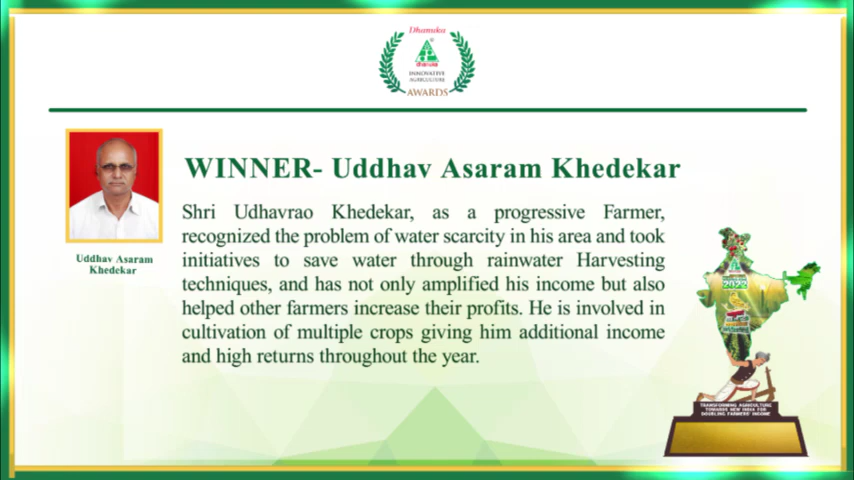 Dhanuka
dhanuka
INNOVATIVE
AGRICULTURE
AWARDS
WINNER- Uddhav Asaram Khedekar
Uddhav Asaram
Khedekar
Shri Udhavrao Khedekar, as a progressive Farmer,
recognized the problem of water scarcity in his area and took
initiatives to save water through rainwater Harvesting
techniques, and has not only amplified his income but also
helped other farmers increase their profits. He is involved in
cultivation of multiple crops giving him additional income
and high returns throughout the year.
2022
TRANSFORMING AGRICULTURE
TOWARDS NEW INDIA FOR
DOUBLING FARMERS' INCOME